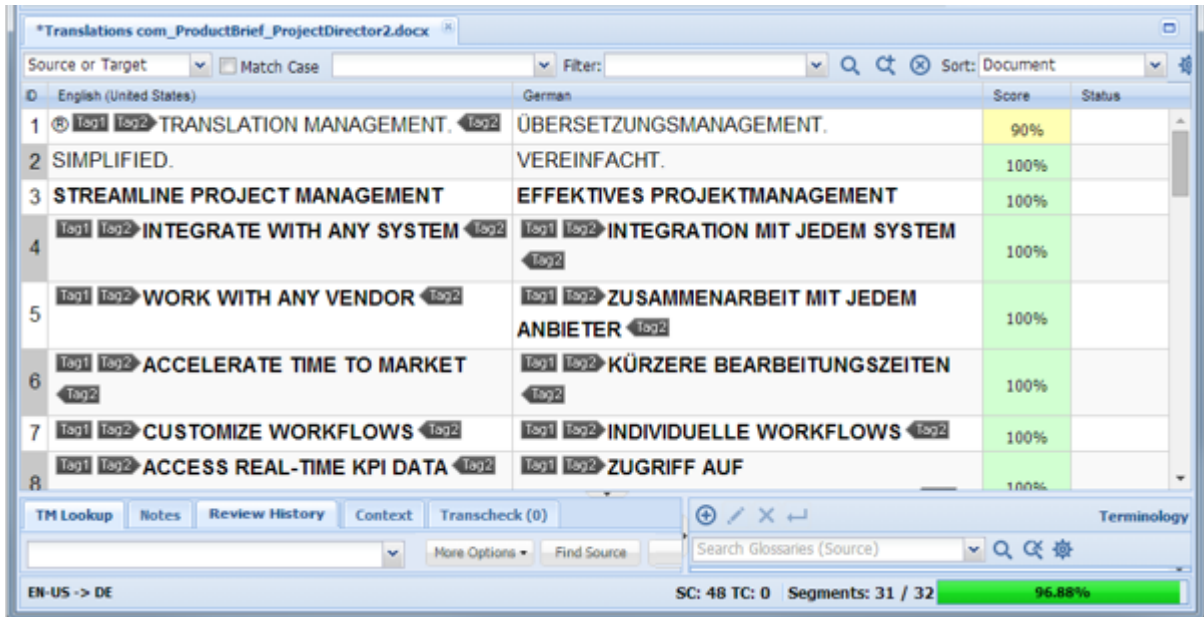 *Translations com_ProductBrief_ProjectDirector2.docx
Source or Target Match Case Filter: Sort: Document
ID English (United States) German Score Status
1 ® Tag1 Tag2 TRANSLATION MANAGEMENT. Tag2 ÜBERSETZUNGSMANAGEMENT. 90%
2 SIMPLIFIED. VEREINFACHT. 100%
3 STREAMLINE PROJECT MANAGEMENT EFFEKTIVES PROJEKTMANAGEMENT 100%
4 Tag1 Tag2 INTEGRATE WITH ANY SYSTEM Tag2 Tag1 Tag2 INTEGRATION MIT JEDEM SYSTEM
Tag2 100%
5 Tag1 Tag2 WORK WITH ANY VENDOR Tag2 Tag1 Tag2 ZUSAMMENARBEIT MIT JEDEM
ANBIETER Tag2 100%
6 Tag1 Tag2 ACCELERATE TIME TO MARKET Tag1 Tag2 KÜRZERE BEARBEITUNGSZEITEN
Tag2 Tag2 100%
7 Tag1 Tag2 CUSTOMIZE WORKFLOWS Tag2 Tag1 Tag2 INDIVIDUELLE WORKFLOWS Tag2 100%
8 Tag1 Tag2 ACCESS REAL-TIME KPI DATA Tag2 Tag1 Tag2 ZUGRIFF AUF 100%
TM Lookup Notes Review History Context Transcheck (0) Terminology
More Options Find Source Search Glossaries (Source)
EN-US -> DE SC: 48 TC: 0 Segments: 31 / 32 96.88%